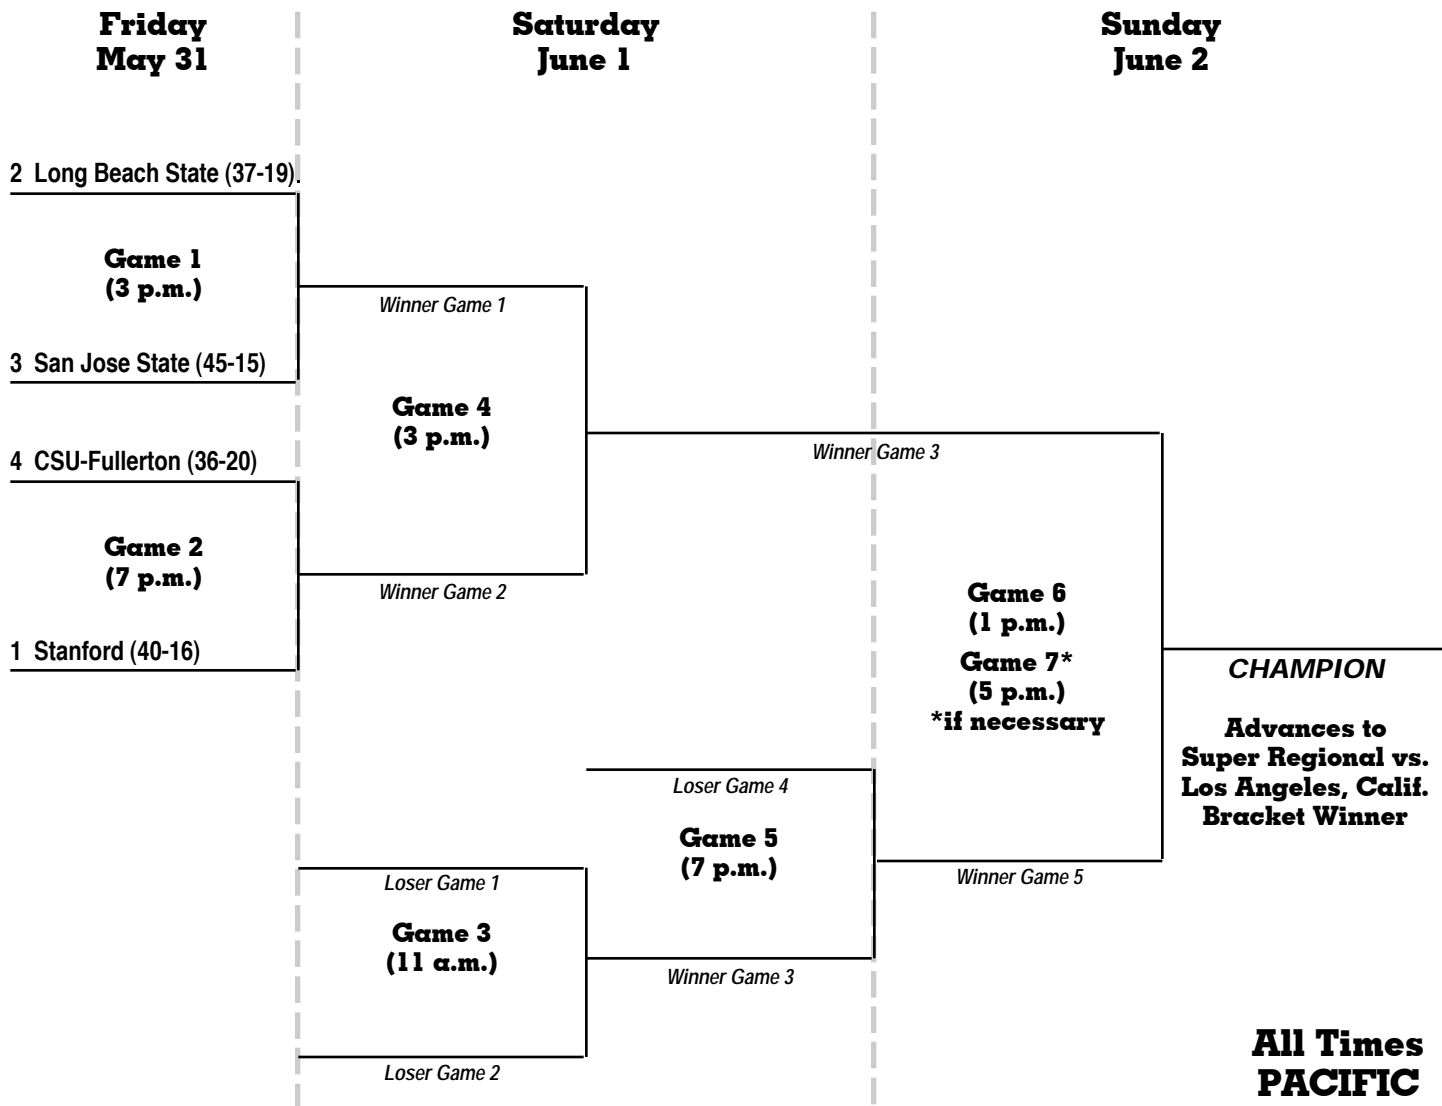 Friday
May 31
Saturday
June 1
Sunday
June 2
2 Long Beach State (37-19)
Game 1
(3 p.m.)
3 San Jose State (45-15)
4 CSU-Fullerton (36-20)
Game 2
(7 p.m.)
1 Stanford (40-16)
Winner Game 1
Game 4
(3 p.m.)
Winner Game 2
Loser Game 1
Game 3
(11 a.m.)
Loser Game 2
Winner Game 3
Loser Game 4
Game 5
(7 p.m.)
Winner Game 3
Game 6
(1 p.m.)
Game 7*
(5 p.m.)
*if necessary
Winner Game 5
CHAMPION
Advances to
Super Regional vs.
Los Angeles, Calif.
Bracket Winner
All Times
PACIFIC